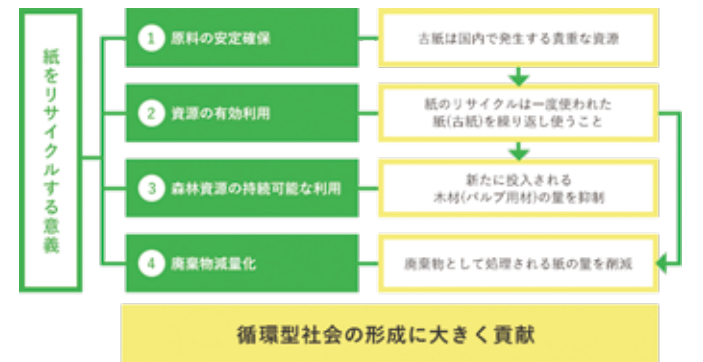 紙をリサイクルする意義
1 原料の安定確保
古紙は国内で発生する貴重な資源
2 資源の有効利用
紙のリサイクルは一度使われた
紙(古紙)を繰り返し使うこと
3 森林資源の持続可能な利用
新たに投入される
木材(パルプ用材)の量を抑制
4 廃棄物減量化
廃棄物として処理される紙の量を削減
循環型社会の形成に大きく貢献